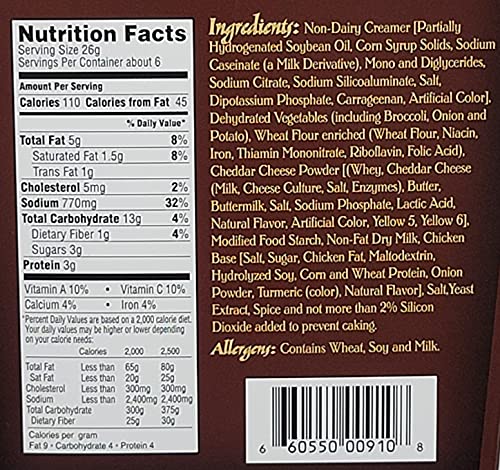 Nutrition Facts
Serving Size 26g
Servings Per Container about 6
Amount Per Serving
Calories 110 Calories from Fat 45
% Daily Value*
Total Fat 5g 8%
Saturated Fat 1.5g 8%
Trans Fat 1g
Cholesterol 5mg 2%
Sodium 770mg 32%
Total Carbohydrate 13g 4%
Dietary Fiber 1g 4%
Sugars 3g
Protein 3g
Vitamin A 10% • Vitamin C 10%
Calcium 4% • Iron 4%
*Percent Daily Values are based on a 2,000 calorie diet.
Your daily values may be higher or lower depending
on your calorie needs:
Calories 2,000 2,500
Total Fat Less than 65g 80g
Sat Fat Less than 20g 25g
Cholesterol Less than 300mg 300mg
Sodium Less than 2,400mg 2,400mg
Total Carbohydrate 300g 375g
Dietary Fiber 25g 30g
Calories per gram
Fat 9 • Carbohydrate 4 • Protein 4
Ingredients: Non-Dairy Creamer [Partially
Hydrogenated Soybean Oil, Corn Syrup Solids, Sodium
Caseinate (a Milk Derivative), Mono and Diglycerides,
Sodium Citrate, Sodium Silicoaluminate, Salt,
Dipotassium Phosphate, Carrageenan, Artificial Color],
Dehydrated Vegetables (including Broccoli, Onion and
Potato), Wheat Flour enriched (Wheat Flour, Niacin,
Iron, Thiamin Mononitrate, Riboflavin, Folic Acid),
Cheddar Cheese Powder [(Whey, Cheddar Cheese
(Milk, Cheese Culture, Salt, Enzymes), Butter,
Buttermilk, Salt, Sodium Phosphate, Lactic Acid,
Natural Flavor, Artificial Color, Yellow 5, Yellow 6],
Modified Food Starch, Non-Fat Dry Milk, Chicken
Base [Salt, Sugar, Chicken Fat, Maltodextrin,
Hydrolyzed Soy, Corn and Wheat Protein, Onion
Powder, Turmeric (color), Natural Flavor], Salt,Yeast
Extract, Spice and not more than 2% Silicon
Dioxide added to prevent caking.
Allergens: Contains Wheat, Soy and Milk.
6 60550 00910 8